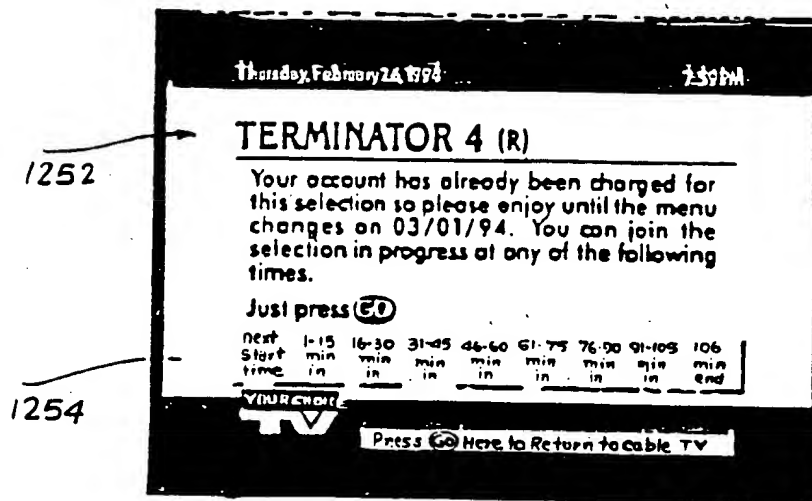 Thursday, February 24, 1994
7:59PM
TERMINATOR 4 (R)
1252
Your account has already been charged for
this selection so please enjoy until the menu
changes on 03/01/94. You can join the
selection in progress at any of the following
times.
Just press GO
next 1-15 16-30 31-45 46-60 61-75 76-90 91-105 106
start min min min min min min min min
time in in in in in in in end
1254
YOUR CHOICE
TV
Press GO Here to Return to cable TV